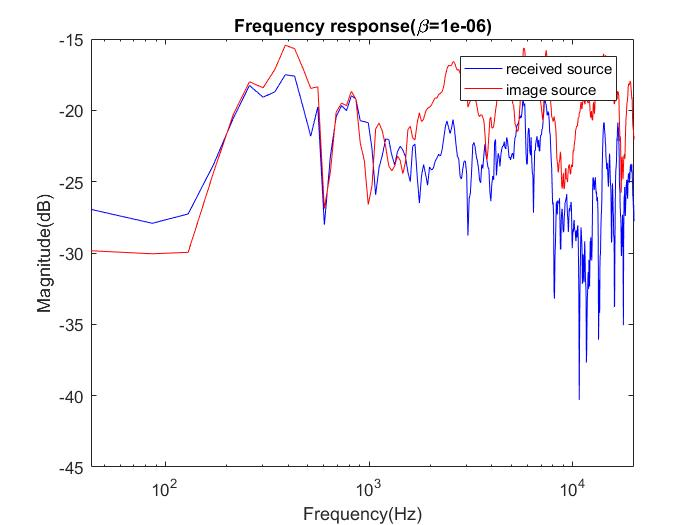 Frequency response(β=1e-06)
-15
received source
image source
-20
-25
-30
-35
-40
-45
Magnitude(dB)
10²
10³
10⁴
Frequency(Hz)